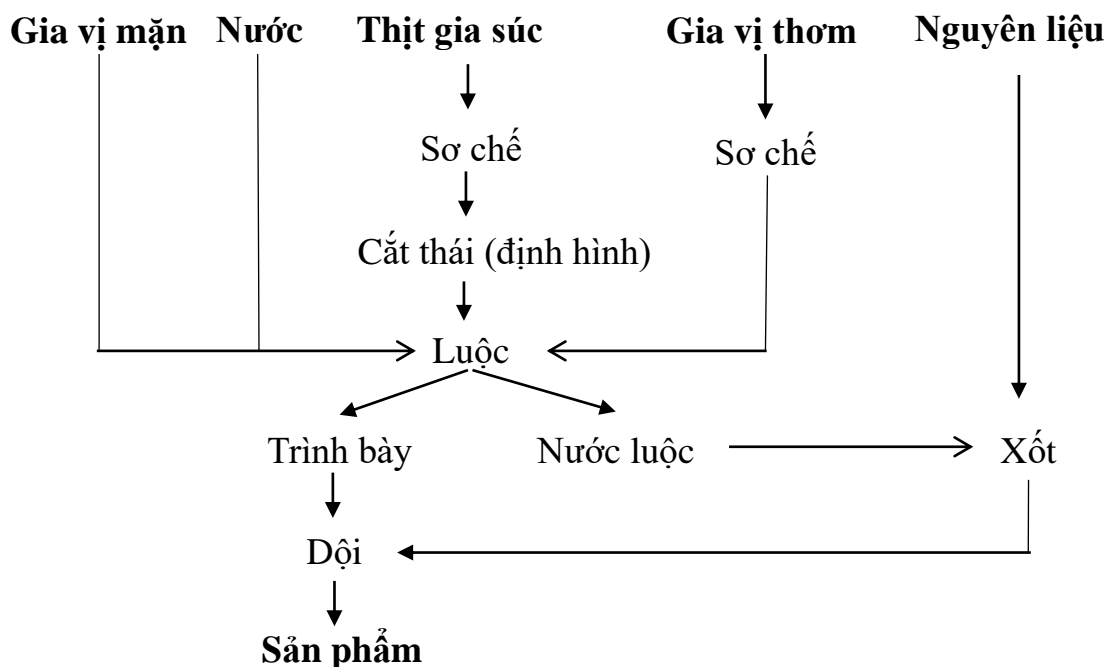 Gia vị mặn Nước Thịt gia súc Gia vị thơm Nguyên liệu
Sơ chế Sơ chế
Cắt thái (định hình)
Luộc
Trình bày Nước luộc Xốt
Dội
Sản phẩm